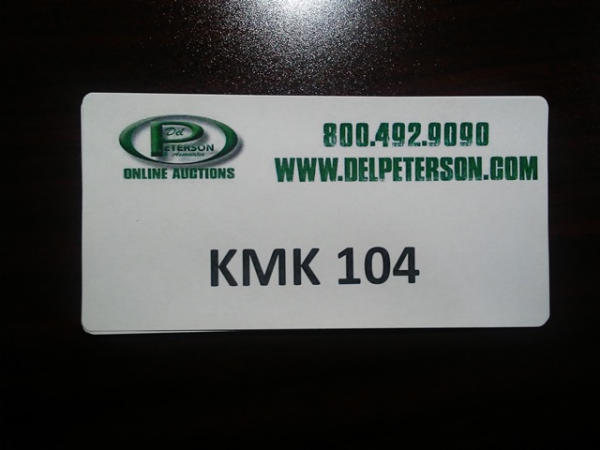 Del
PETERSON
ONLINE AUCTIONS
800.492.9090
WWW.DELPETERSON.COM
KMK 104